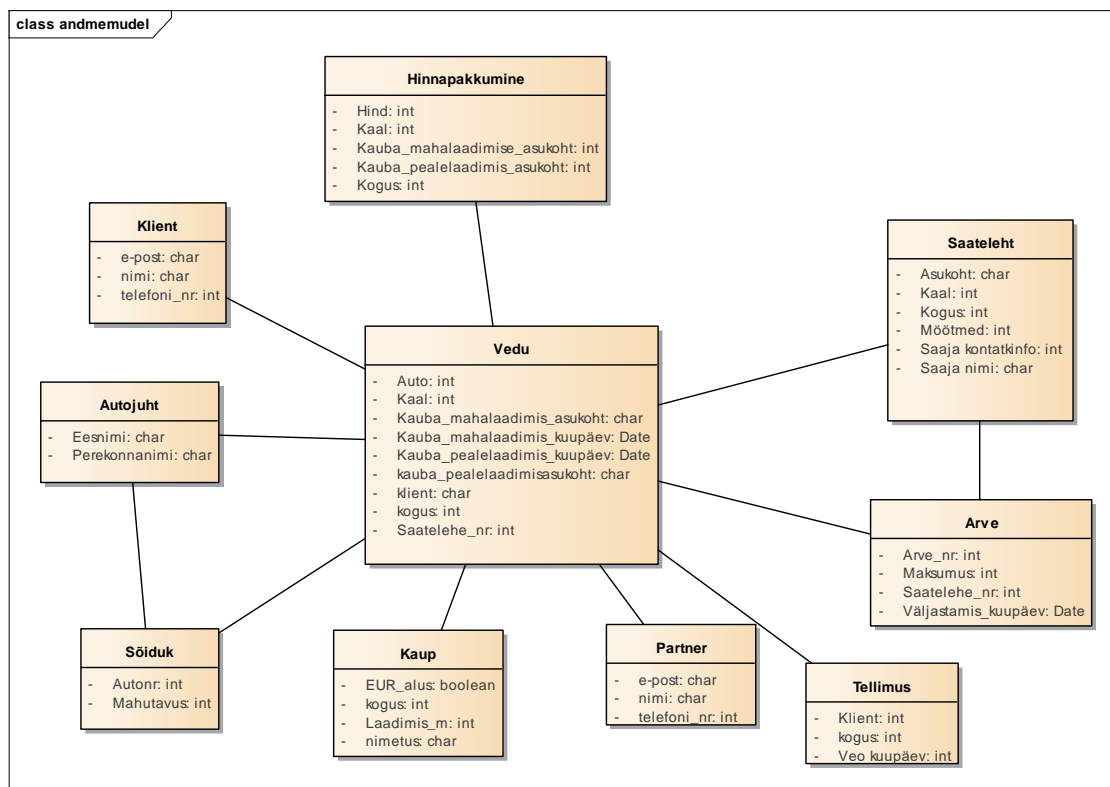 class andmemudel
Hinnapakkumine
- Hind: int
- Kaal: int
- Kauba_mahalaadimise_asukoht: int
- Kauba_pealelaadimis_asukoht: int
- Kogus: int
Klient
- e-post: char
- nimi: char
- telefoni_nr: int
Saateleht
- Asukoht: char
- Kaal: int
- Kogus: int
- Möötmed: int
- Saaja kontatkinfo: int
- Saaja nimi: char
Vedu
- Auto: int
- Kaal: int
- Kauba_mahalaadimis_asukoht: char
- Kauba_mahalaadimis_kuupäev: Date
- Kauba_pealelaadimis_kuupäev: Date
- kauba_pealelaadimisasukoht: char
- klient: char
- kogus: int
- Saatelehe_nr: int
Autojuht
- Eesnimi: char
- Perekonnanimi: char
Arve
- Arve_nr: int
- Maksumus: int
- Saatelehe_nr: int
- Väljastamis_kuupäev: Date
Sõiduk
- Autonr: int
- Mahutavus: int
Kaup
- EUR_alus: boolean
- kogus: int
- Laadimis_m: int
- nimetus: char
Partner
- e-post: char
- nimi: char
- telefoni_nr: int
Tellimus
- Klient: int
- kogus: int
- Veo kuupäev: int